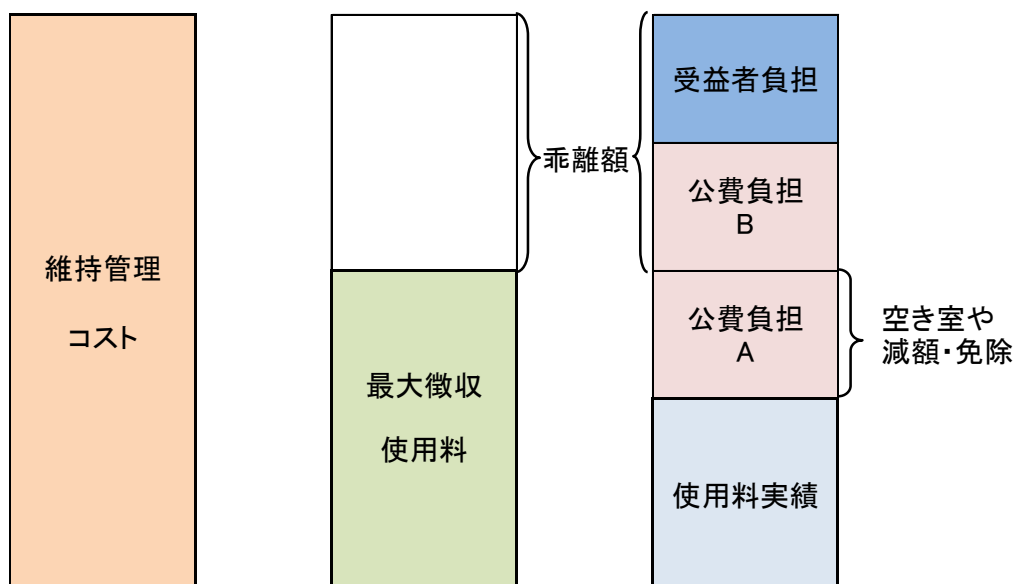 維持管理
コスト
最大徴収
使用料
乖離額
受益者負担
公費負担
B
公費負担
A
使用料実績
空き室や
減額・免除